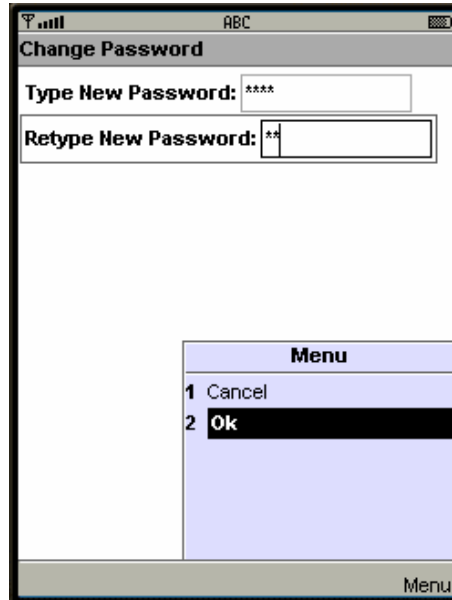 ABC
Change Password
Type New Password: ****
Retype New Password: **
Menu
1 Cancel
2 Ok
Menu